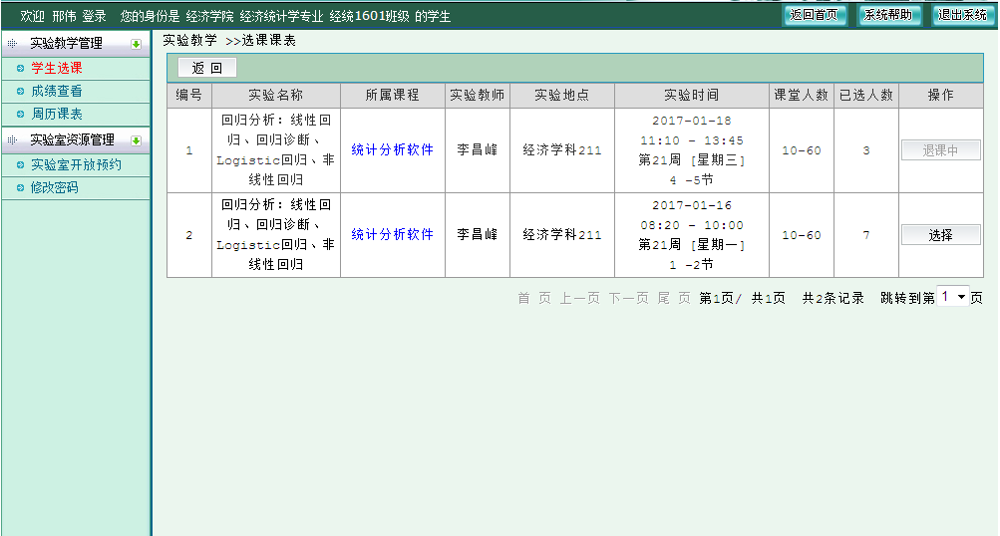 欢迎 邢伟 登录 您的身份是 经济学院 经济统计学专业 经统1601班级 的学生 返回首页 系统帮助 退出系统
实验教学管理
学生选课
成绩查看
周历课表
实验室资源管理
实验室开放预约
修改密码
实验教学 >>选课课表
返 回
编号 实验名称 所属课程 实验教师 实验地点 实验时间 课堂人数 已选人数 操作
回归分析：线性回 2017-01-18
归、回归诊断、 11:10 - 13:45
1 统计分析软件 李昌峰 经济学科211 10-60 3 退课中
Logistic回归、非 第21周 [星期三]
线性回归 4 -5节
回归分析：线性回 2017-01-16
归、回归诊断、 08:20 - 10:00
2 统计分析软件 李昌峰 经济学科211 10-60 7 选择
Logistic回归、非 第21周 [星期一]
线性回归 1 -2节
首 页 上一页 下一页 尾 页 第1页/ 共1页 共2条记录 跳转到第 1 页